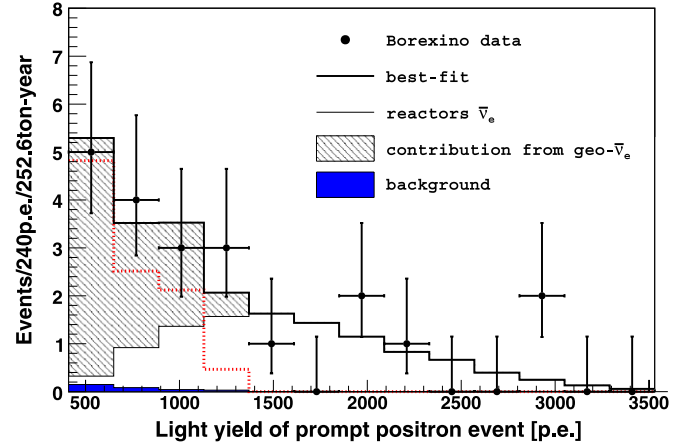 Events/240p.e./252.6ton-year
8
7
6
5
4
3
2
1
0
Borexino data
best-fit
reactors ν̅e
contribution from geo-ν̅e
background
500 1000 1500 2000 2500 3000 3500
Light yield of prompt positron event [p.e.]